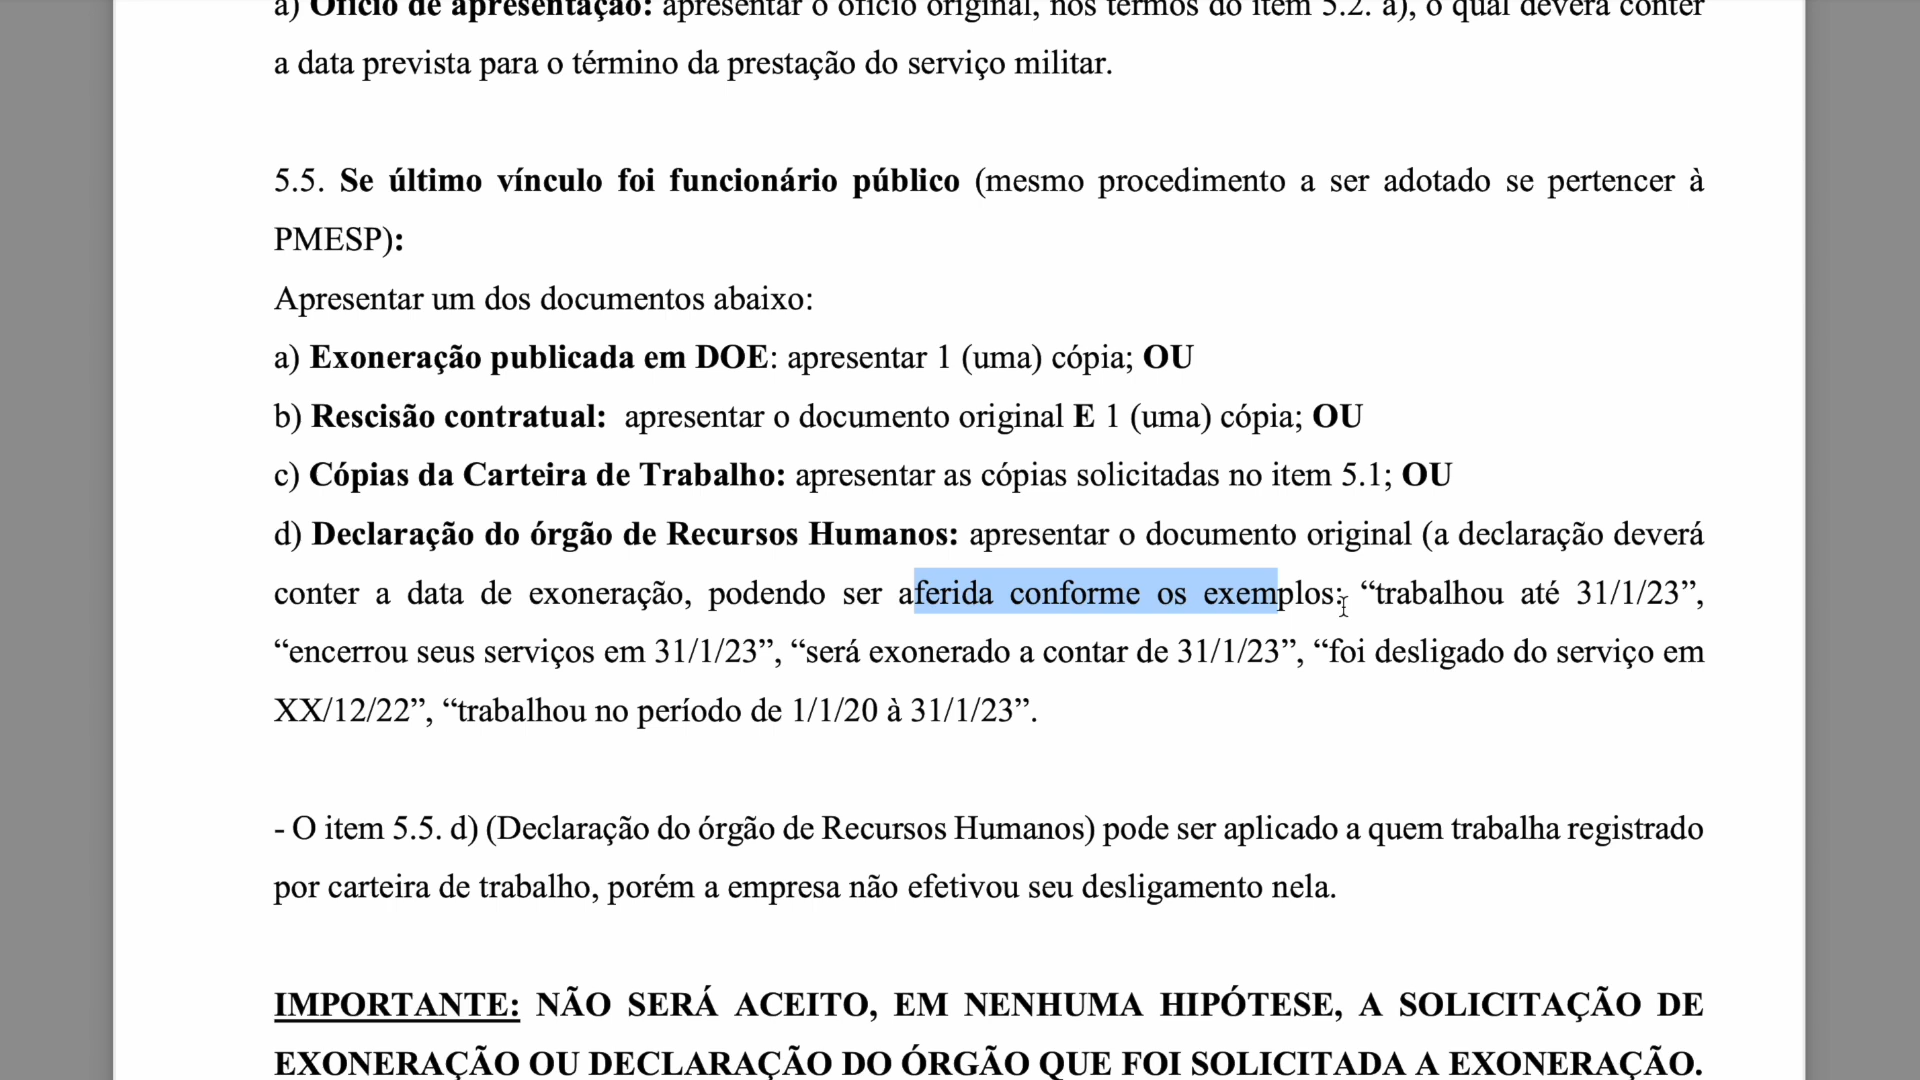 a) Ofício de apresentação: apresentar o ofício original, nos termos do item 5.2. a), o qual deverá conter
a data prevista para o término da prestação do serviço militar.
5.5. Se último vínculo foi funcionário público (mesmo procedimento a ser adotado se pertencer à
PMESP):
Apresentar um dos documentos abaixo:
a) Exoneração publicada em DOE: apresentar 1 (uma) cópia; OU
b) Rescisão contratual:  apresentar o documento original E 1 (uma) cópia; OU
c) Cópias da Carteira de Trabalho: apresentar as cópias solicitadas no item 5.1; OU
d) Declaração do órgão de Recursos Humanos: apresentar o documento original (a declaração deverá
conter a data de exoneração, podendo ser aferida conforme os exemplos: “trabalhou até 31/1/23”,
“encerrou seus serviços em 31/1/23”, “será exonerado a contar de 31/1/23”, “foi desligado do serviço em
XX/12/22”, “trabalhou no período de 1/1/20 à 31/1/23”.
- O item 5.5. d) (Declaração do órgão de Recursos Humanos) pode ser aplicado a quem trabalha registrado
por carteira de trabalho, porém a empresa não efetivou seu desligamento nela.
IMPORTANTE: NÃO SERÁ ACEITO, EM NENHUMA HIPÓTESE, A SOLICITAÇÃO DE
EXONERAÇÃO OU DECLARAÇÃO DO ÓRGÃO QUE FOI SOLICITADA A EXONERAÇÃO.